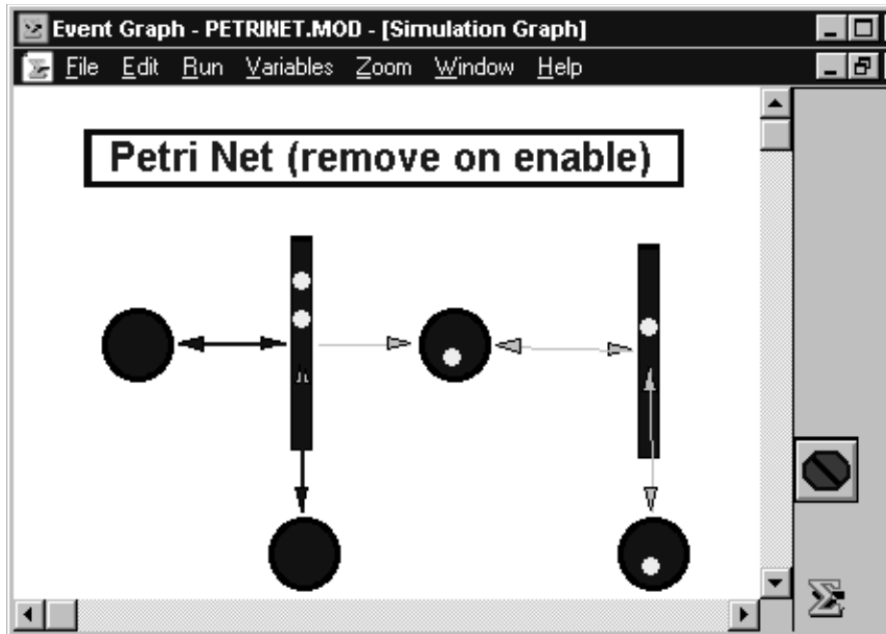 Event Graph - PETRINET.MOD - [Simulation Graph]
File Edit Run Variables Zoom Window Help
Petri Net (remove on enable)